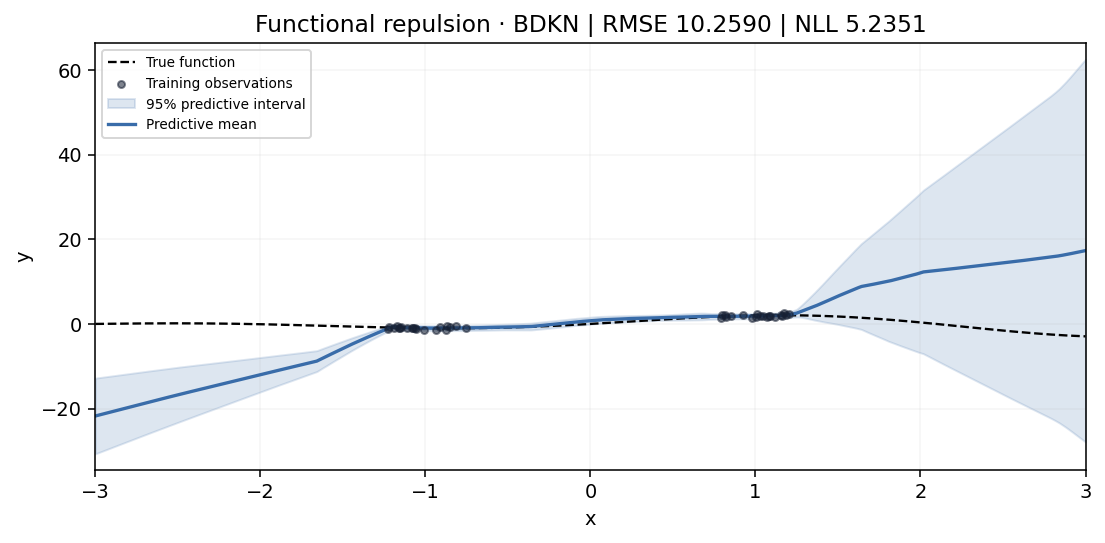 Functional repulsion · BDKN | RMSE 10.2590 | NLL 5.2351
True function
Training observations
95% predictive interval
Predictive mean
y
60
40
20
0
−20
−3
−2
−1
0
1
2
3
x